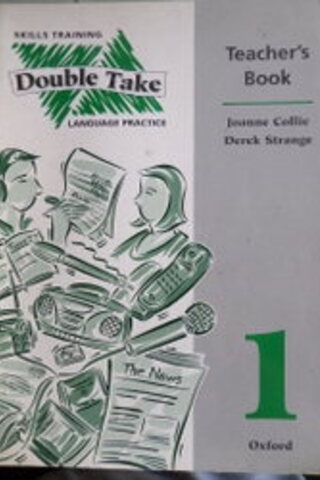 SKILLS TRAINING
Double Take
LANGUAGE PRACTICE
Teacher's
Book
Joanne Collie
Derek Strange
The News
1
Oxford